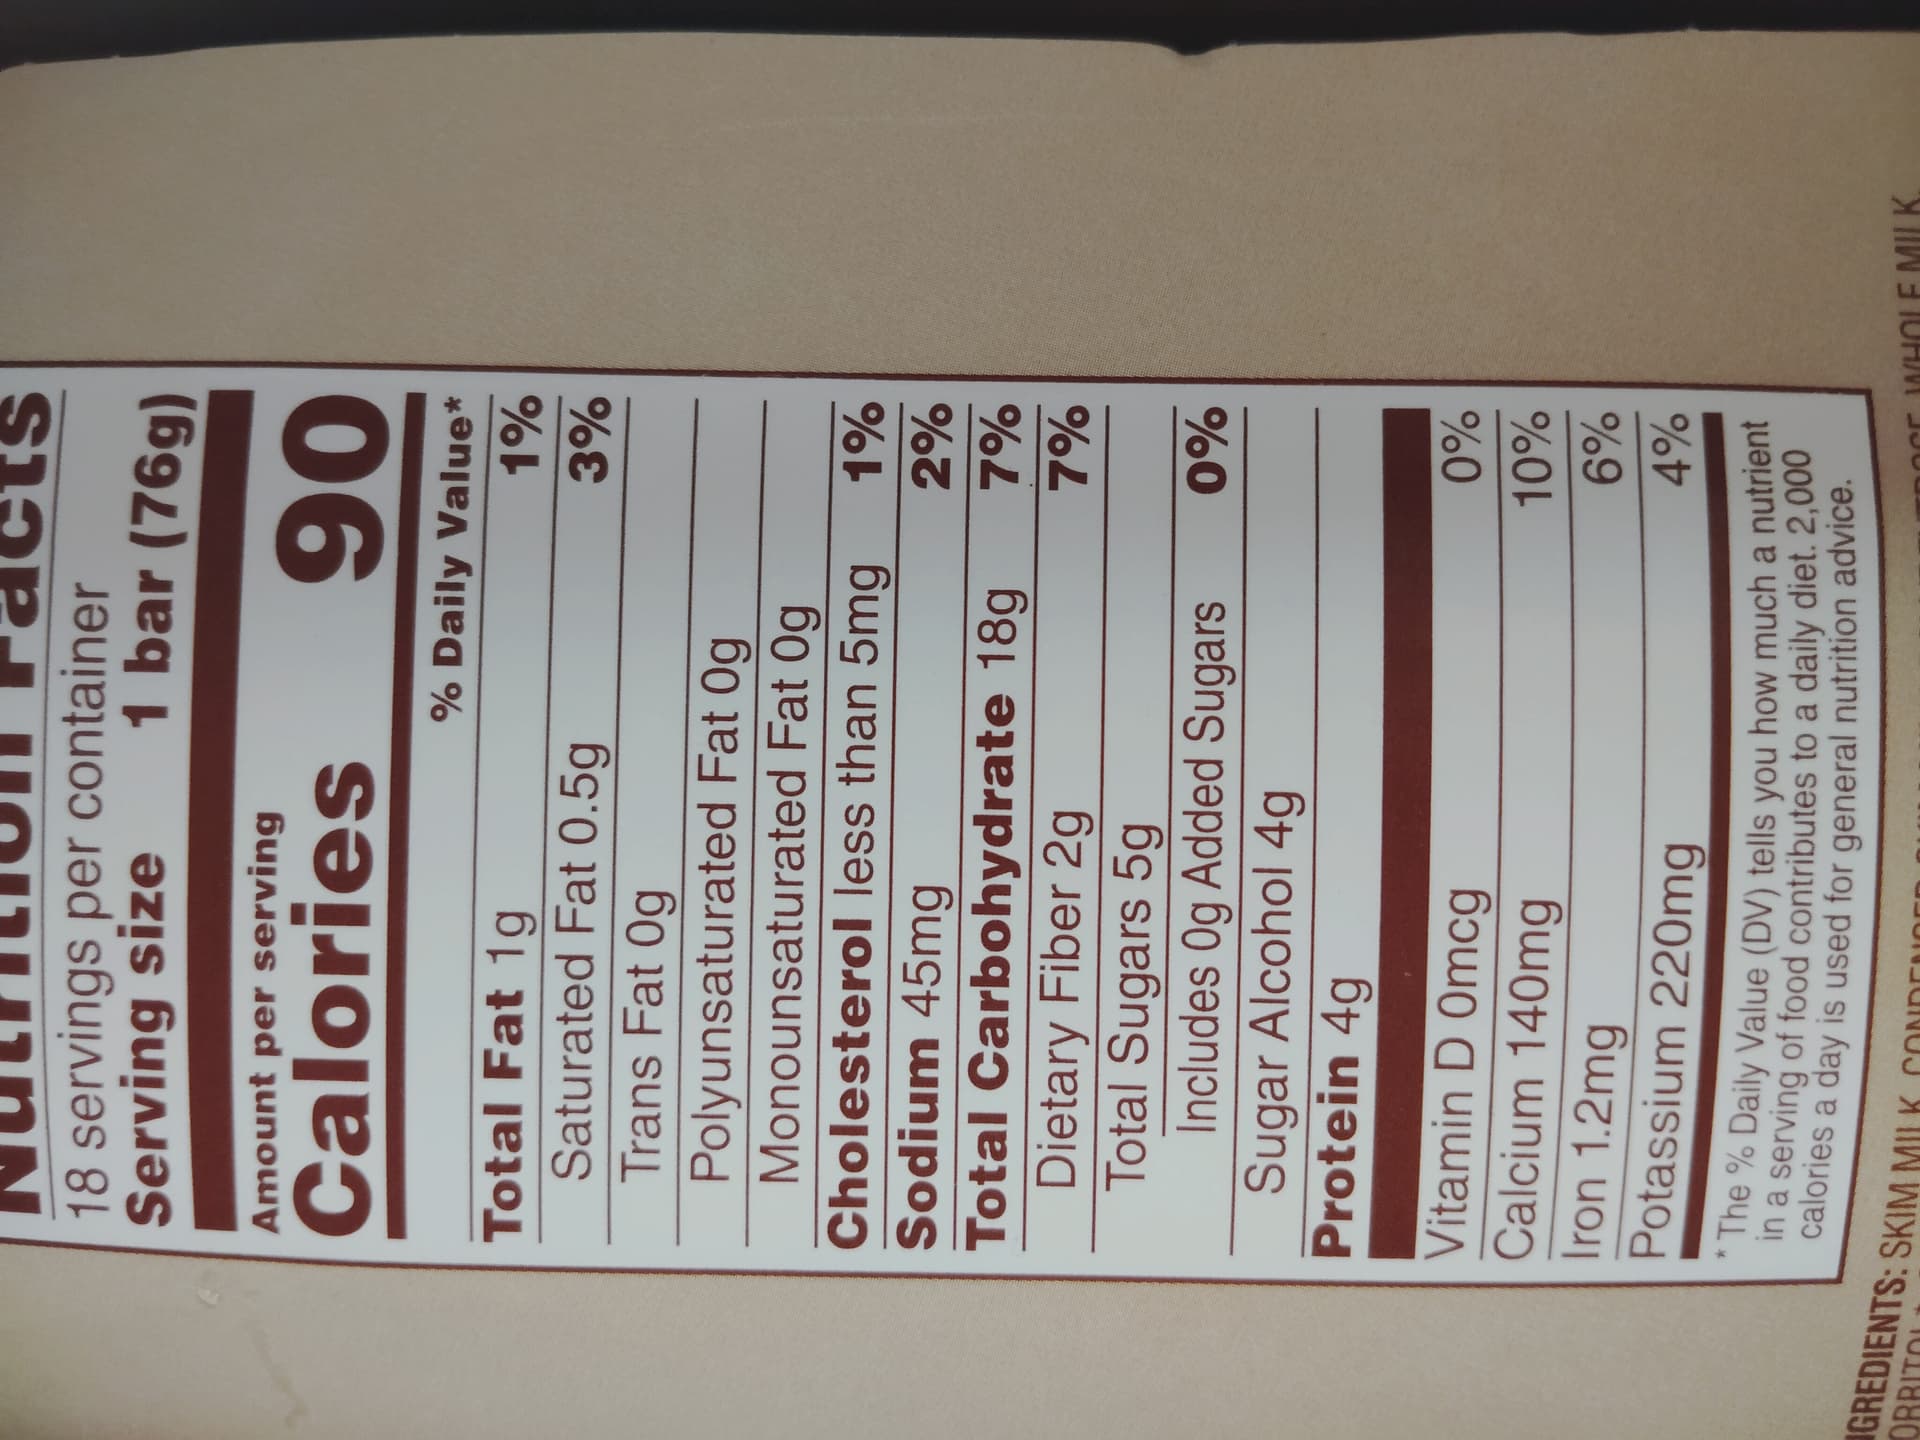 Nutrition Facts
18 servings per container
Serving size 1 bar (76g)
Amount per serving
Calories 90
% Daily Value*
Total Fat 1g 1%
Saturated Fat 0.5g 3%
Trans Fat 0g
Polyunsaturated Fat 0g
Monounsaturated Fat 0g
Cholesterol less than 5mg 1%
Sodium 45mg 2%
Total Carbohydrate 18g 7%
Dietary Fiber 2g 7%
Total Sugars 5g
Includes 0g Added Sugars 0%
Sugar Alcohol 4g
Protein 4g
Vitamin D 0mcg 0%
Calcium 140mg 10%
Iron 1.2mg 6%
Potassium 220mg 4%
* The % Daily Value (DV) tells you how much a nutrient
in a serving of food contributes to a daily diet. 2,000
calories a day is used for general nutrition advice.
IGREDIENTS: SKIM MILK, CONDENSED WHOLE MILK,